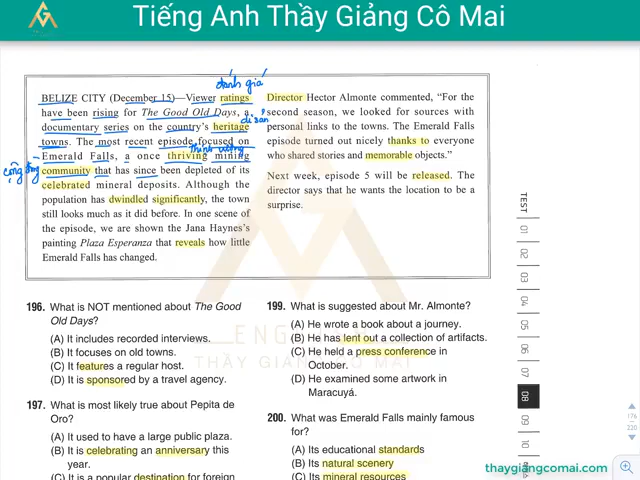 Tiếng Anh Thầy Giảng Cô Mai
đánh giá
BELIZE CITY (December 15)—Viewer ratings
have been rising for The Good Old Days, a
documentary series on the country's heritage
di sản
towns. The most recent episode focused on
thịnh vượng
Emerald Falls, a once thriving mining
cộng đồng
community that has since been depleted of its
celebrated mineral deposits. Although the
population has dwindled significantly, the town
still looks much as it did before. In one scene of
the episode, we are shown the Jana Haynes's
painting Plaza Esperanza that reveals how little
Emerald Falls has changed.
Director Hector Almonte commented, "For the
second season, we looked for sources with
personal links to the towns. The Emerald Falls
episode turned out nicely thanks to everyone
who shared stories and memorable objects."
Next week, episode 5 will be released. The
director says that he wants the location to be a
surprise.
196. What is NOT mentioned about The Good
Old Days?
(A) It includes recorded interviews.
(B) It focuses on old towns.
(C) It features a regular host.
(D) It is sponsored by a travel agency.
197. What is most likely true about Pepita de
Oro?
(A) It used to have a large public plaza.
(B) It is celebrating an anniversary this
year.
(C) It is a popular destination for foreign
199. What is suggested about Mr. Almonte?
(A) He wrote a book about a journey.
(B) He has lent out a collection of artifacts.
(C) He held a press conference in
October.
(D) He examined some artwork in
Maracuyá.
200. What was Emerald Falls mainly famous
for?
(A) Its educational standards
(B) Its natural scenery
(C) Its mineral resources
TEST
01
02
03
04
05
06
07
08
09
10
176
220
ENGLISH
THẦY GIẢNG CÔ MAI
thaygiangcomai.com